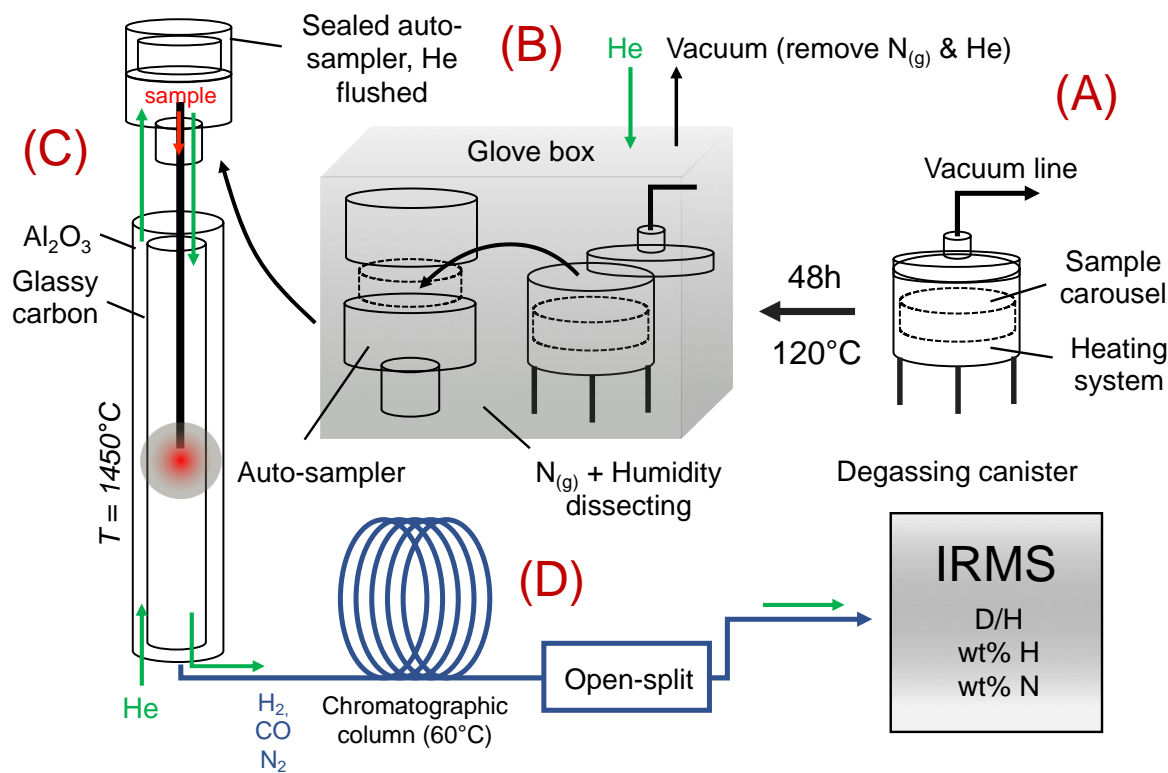 Sealed auto-
sampler, He
flushed
(B)
He
Vacuum (remove N(g) & He)
(A)
sample
(C)
Glove box
Vacuum line
Al2O3
Glassy
carbon
48h
120°C
Sample
carousel
Heating
system
T = 1450°C
Auto-sampler
N(g) + Humidity
dissecting
Degassing canister
(D)
IRMS
D/H
wt% H
wt% N
Open-split
He
H2,
CO
N2
Chromatographic
column (60°C)